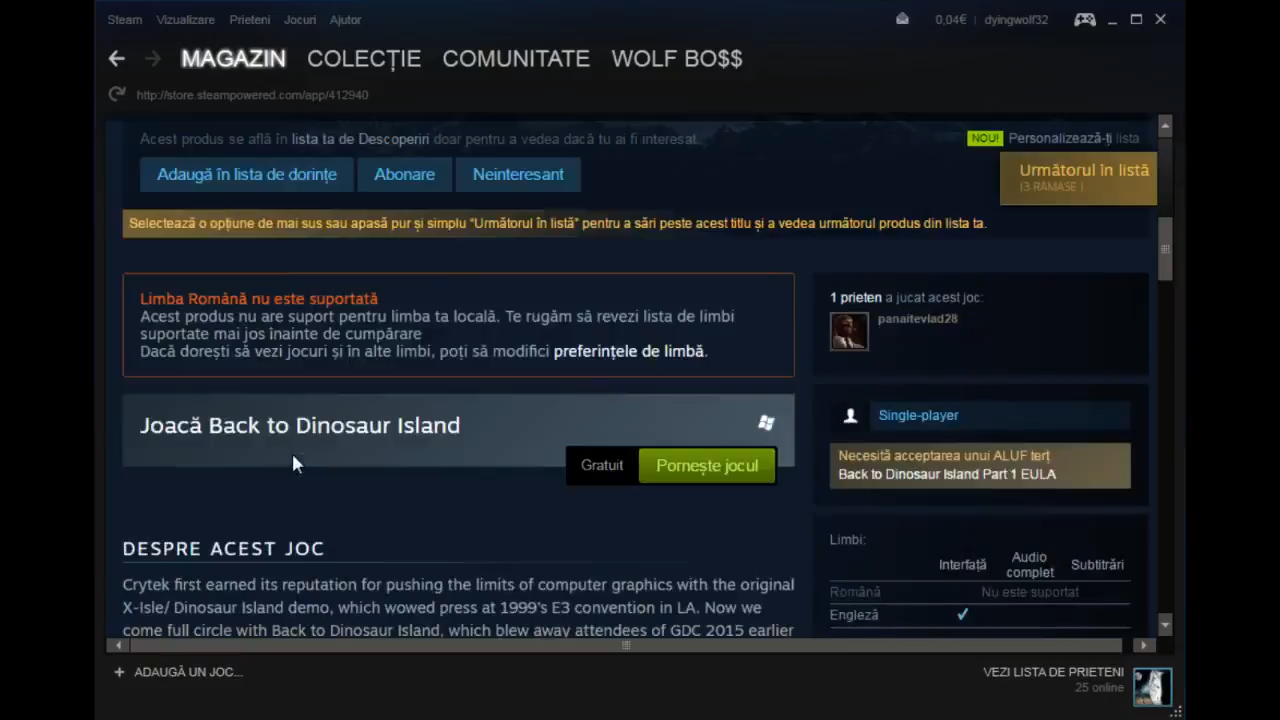 Steam Vizualizare Prieteni Jocuri Ajutor
0,04€ | dyingwolf32
MAGAZIN COLECȚIE COMUNITATE WOLF BO$$
http://store.steampowered.com/app/412940
Acest produs se află în lista ta de Descoperiri doar pentru a vedea dacă tu ai fi interesat.
NOU! Personalizează-ți lista
Adaugă în lista de dorințe Abonare Neinteresant
Următorul în listă
(3 RĂMASE )
Selectează o opțiune de mai sus sau apasă pur și simplu "Următorul în listă" pentru a sări peste acest titlu și a vedea următorul produs din lista ta.
Limba Română nu este suportată
Acest produs nu are suport pentru limba ta locală. Te rugăm să revezi lista de limbi
suportate mai jos înainte de cumpărare
Dacă dorești să vezi jocuri și în alte limbi, poți să modifici preferințele de limbă.
1 prieten a jucat acest joc:
panaitevlad28
Joacă Back to Dinosaur Island
Gratuit Pornește jocul
Single-player
Necesită acceptarea unui ALUF terț
Back to Dinosaur Island Part 1 EULA
DESPRE ACEST JOC
Crytek first earned its reputation for pushing the limits of computer graphics with the original
X-Isle/ Dinosaur Island demo, which wowed press at 1999's E3 convention in LA. Now we
come full circle with Back to Dinosaur Island, which blew away attendees of GDC 2015 earlier
Limbi:
Interfață Audio complet Subtitrări
Română Nu este suportat
Engleză ✓
+ ADAUGĂ UN JOC...
VEZI LISTA DE PRIETENI
25 online